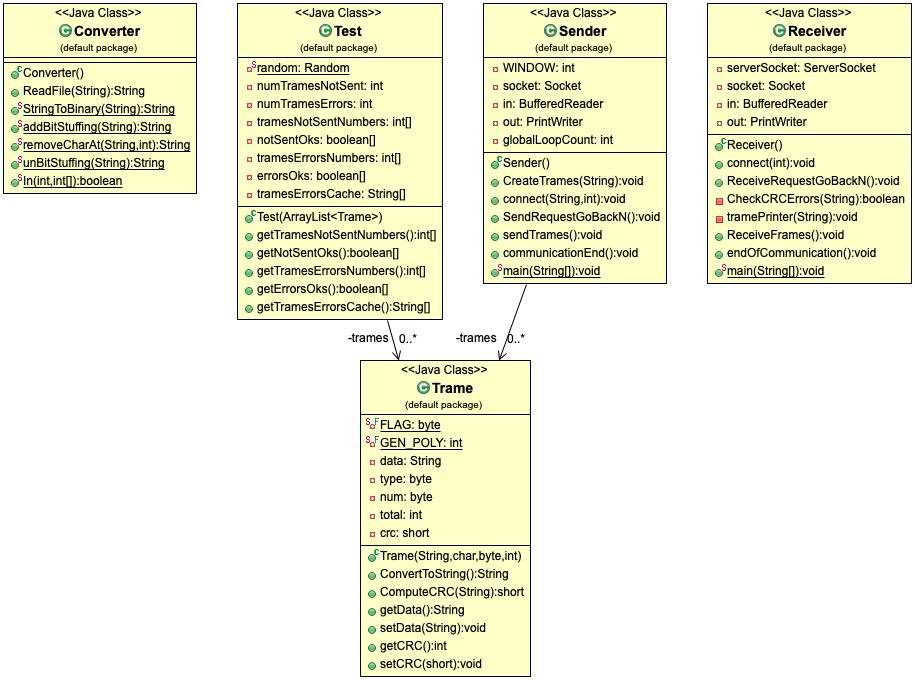 <<Java Class>>
Converter
(default package)
Converter()
ReadFile(String):String
StringToBinary(String):String
addBitStuffing(String):String
removeCharAt(String,int):String
unBitStuffing(String):String
In(int,int[]):boolean
<<Java Class>>
Test
(default package)
random: Random
numTramesNotSent: int
numTramesErrors: int
tramesNotSentNumbers: int[]
notSentOks: boolean[]
tramesErrorsNumbers: int[]
errorsOks: boolean[]
tramesErrorsCache: String[]
Test(ArrayList<Trame>)
getTramesNotSentNumbers():int[]
getNotSentOks():boolean[]
getTramesErrorsNumbers():int[]
getErrorsOks():boolean[]
getTramesErrorsCache():String[]
<<Java Class>>
Sender
(default package)
WINDOW: int
socket: Socket
in: BufferedReader
out: PrintWriter
globalLoopCount: int
Sender()
CreateTrames(String):void
connect(String,int):void
SendRequestGoBackN():void
sendTrames():void
communicationEnd():void
main(String[]):void
<<Java Class>>
Receiver
(default package)
serverSocket: ServerSocket
socket: Socket
in: BufferedReader
out: PrintWriter
Receiver()
connect(int):void
ReceiveRequestGoBackN():void
CheckCRCErrors(String):boolean
tramePrinter(String):void
ReceiveFrames():void
endOfCommunication():void
main(String[]):void
-trames 0..*
-trames 0..*
<<Java Class>>
Trame
(default package)
FLAG: byte
GEN_POLY: int
data: String
type: byte
num: byte
total: int
crc: short
Trame(String,char,byte,int)
ConvertToString():String
ComputeCRC(String):short
getData():String
setData(String):void
getCRC():int
setCRC(short):void